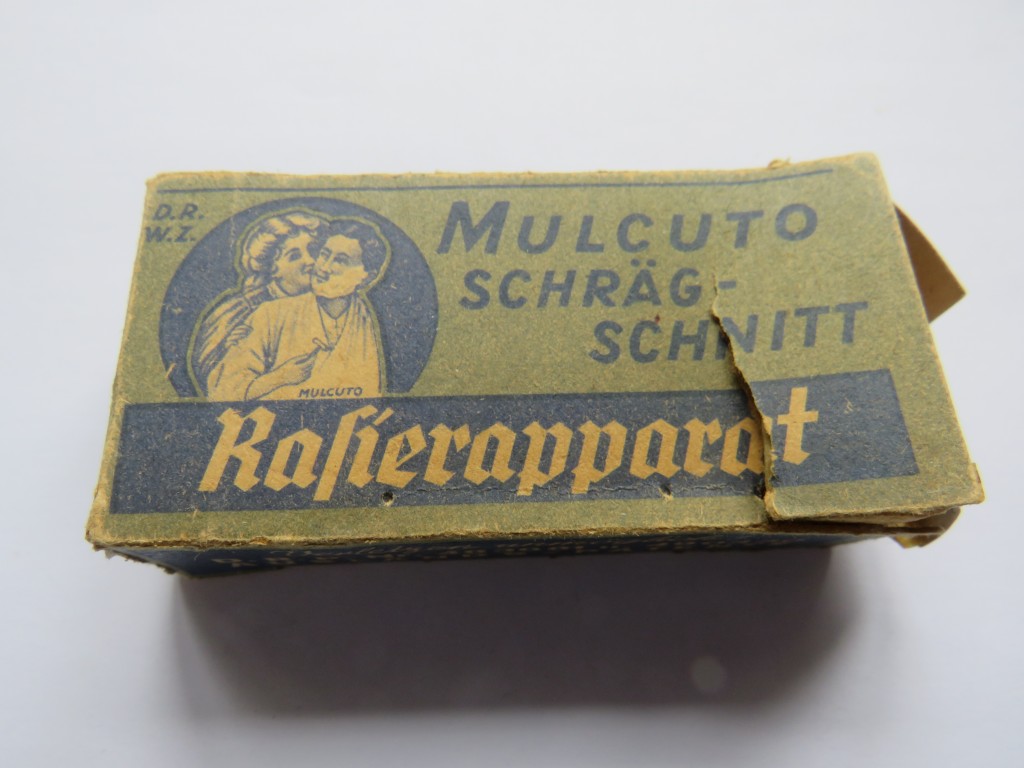 D.R.
W.Z.
MULCUTO
SCHRÄG-
SCHNITT
MULCUTO
Raſierapparat